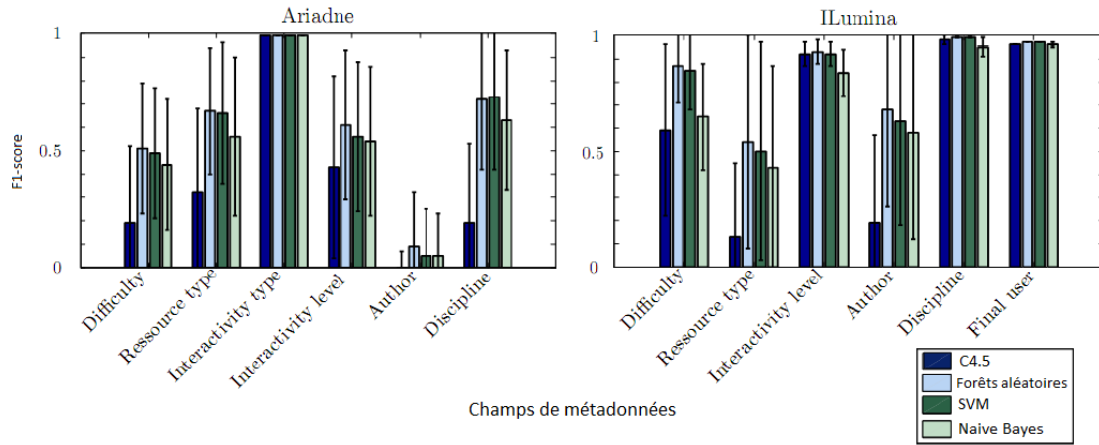 Ariadne
ILumina
F1-score
1
0.5
0
Difficulty
Ressource type
Interactivity type
Interactivity level
Author
Discipline
1
0.5
0
Difficulty
Ressource type
Interactivity level
Author
Discipline
Final user
Champs de métadonnées
C4.5
Forêts aléatoires
SVM
Naive Bayes